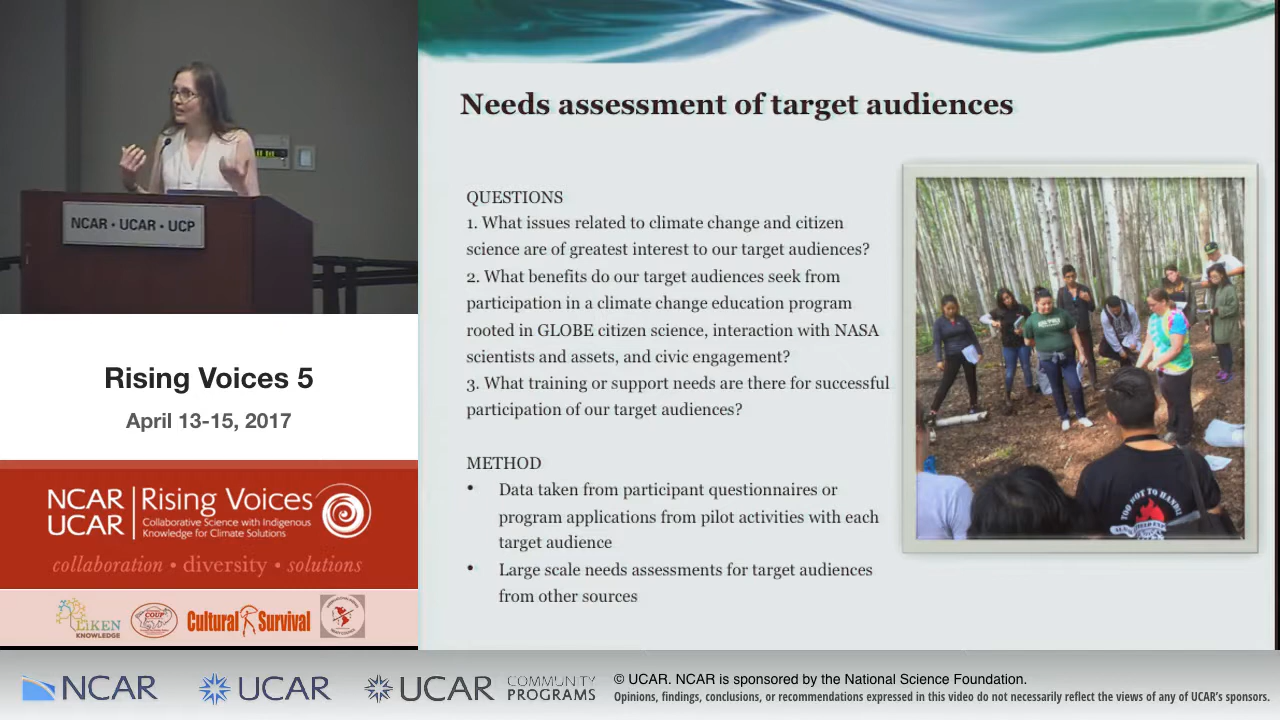 NCAR • UCAR • UCP
Rising Voices 5
April 13-15, 2017
NCAR
UCAR
Rising Voices
Collaborative Science with Indigenous
Knowledge for Climate Solutions
collaboration • diversity • solutions
LiKEN
KNOWLEDGE
Cultural Survival
Needs assessment of target audiences
QUESTIONS
1. What issues related to climate change and citizen
science are of greatest interest to our target audiences?
2. What benefits do our target audiences seek from
participation in a climate change education program
rooted in GLOBE citizen science, interaction with NASA
scientists and assets, and civic engagement?
3. What training or support needs are there for successful
participation of our target audiences?
METHOD
• Data taken from participant questionnaires or
program applications from pilot activities with each
target audience
• Large scale needs assessments for target audiences
from other sources
TOO HOT TO HANDLE
NCAR
UCAR
UCAR
COMMUNITY
PROGRAMS
© UCAR. NCAR is sponsored by the National Science Foundation.
Opinions, findings, conclusions, or recommendations expressed in this video do not necessarily reflect the views of any of UCAR's sponsors.